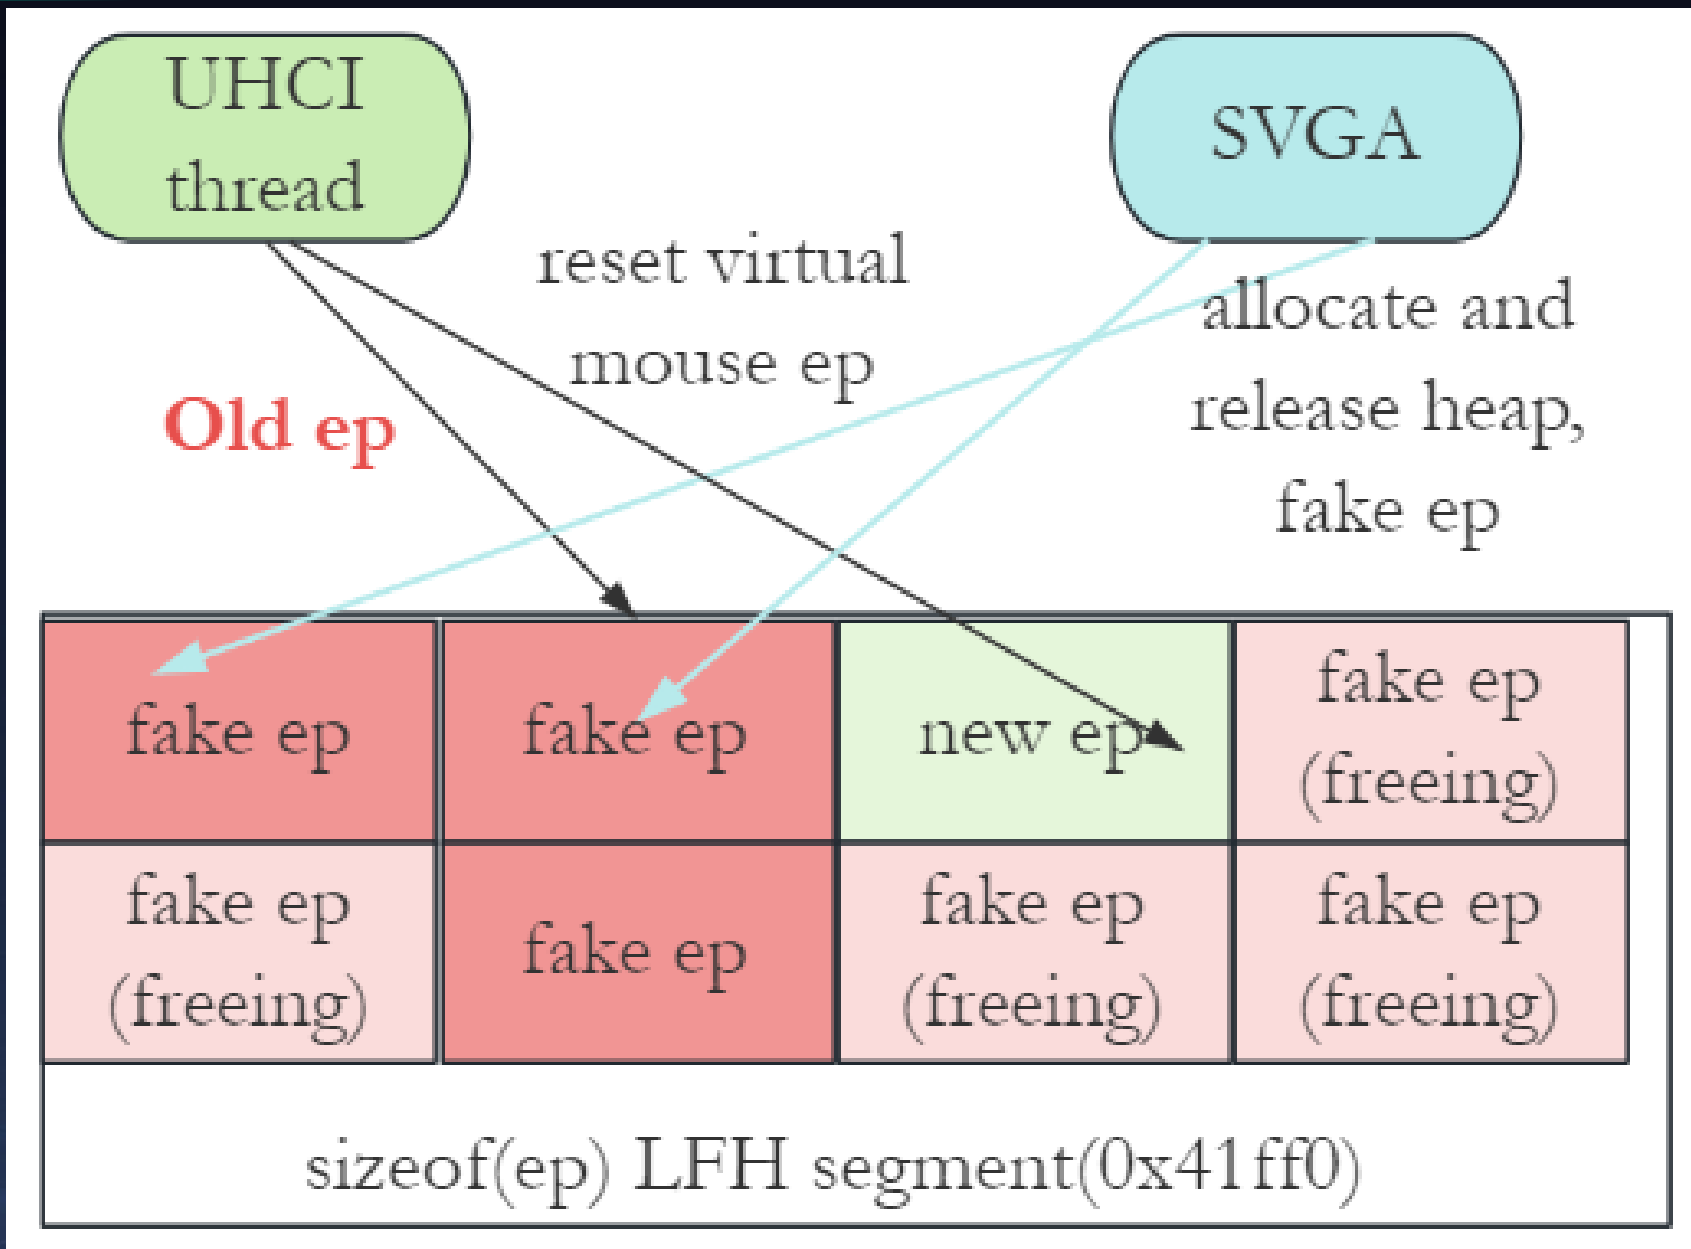 UHCI
thread
SVGA
reset virtual
mouse ep
allocate and
release heap,
fake ep
Old ep
fake ep
fake ep
new ep
fake ep
(freeing)
fake ep
(freeing)
fake ep
fake ep
(freeing)
fake ep
(freeing)
sizeof(ep) LFH segment(0x41ff0)